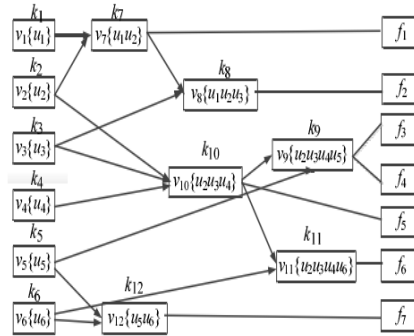 k1
v1{u1}
k7
v7{u1u2}
f1
k2
v2{u2}
k8
v8{u1u2u3}
f2
k3
v3{u3}
k9
v9{u2u3u4u5}
f3
k10
v10{u2u3u4}
f4
k4
v4{u4}
f5
k5
v5{u5}
k11
v11{u2u3u4u6}
f6
k6
v6{u6}
k12
v12{u5u6}
f7